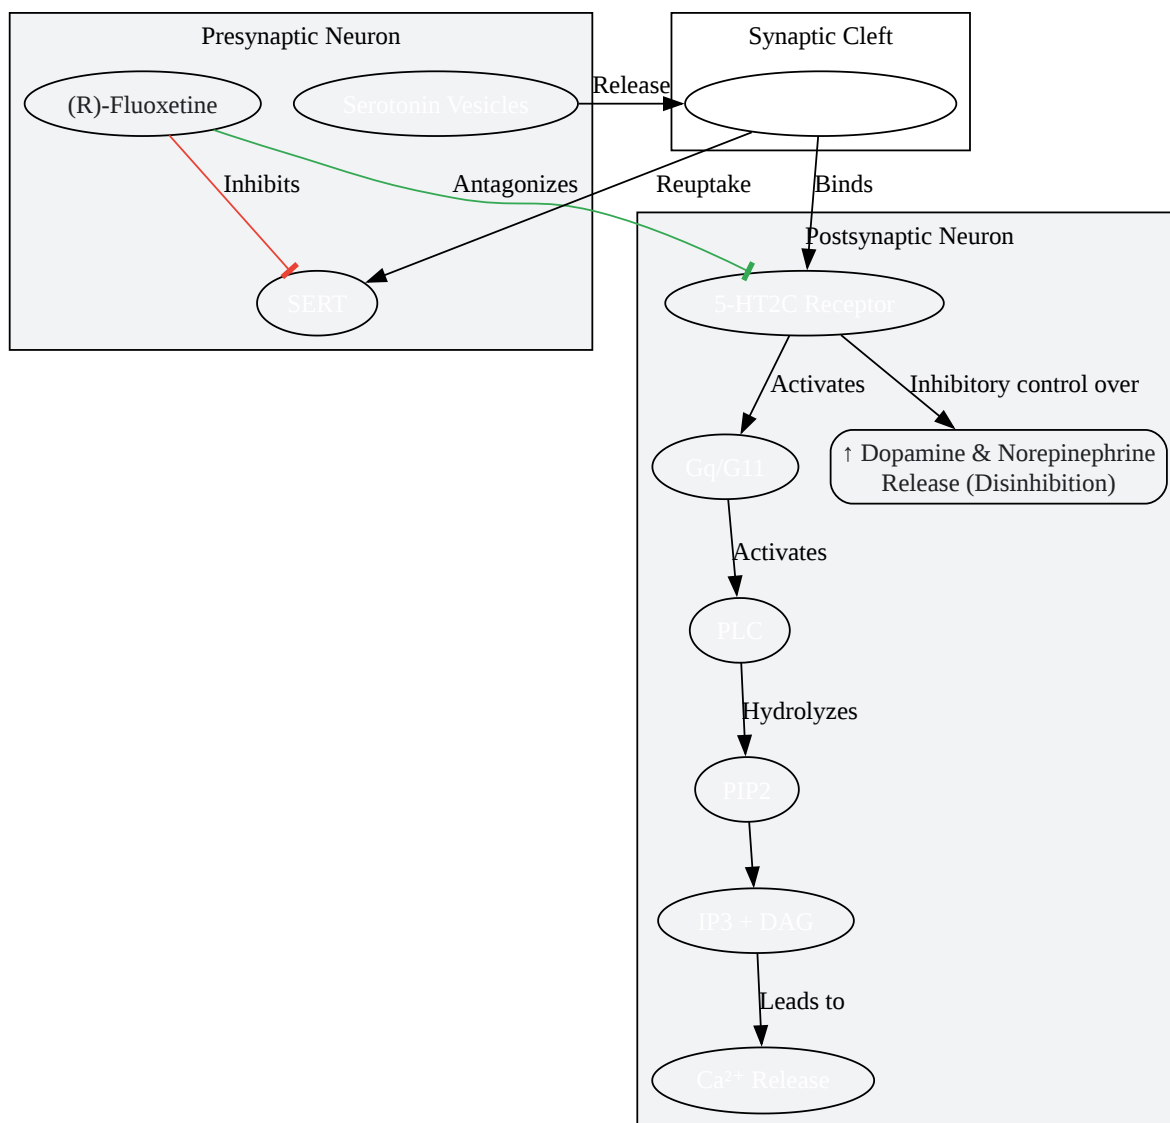 Presynaptic Neuron
Synaptic Cleft
(R)-Fluoxetine
Serotonin Vesicles
Release
Inhibits
Antagonizes
Reuptake
Binds
Postsynaptic Neuron
SERT
5-HT2C Receptor
Activates
Inhibitory control over
Gq/G11
↑ Dopamine & Norepinephrine
Release (Disinhibition)
Activates
PLC
Hydrolyzes
PIP2
IP3 + DAG
Leads to
Ca²⁺ Release